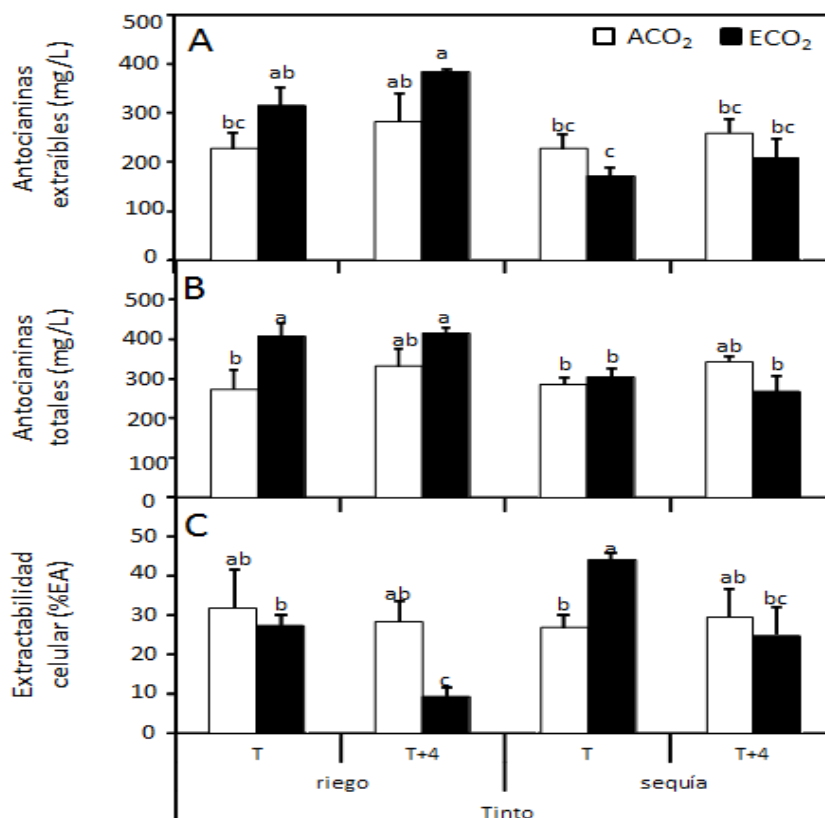 A
ACO₂ ECO₂
Antocianinas
extraíbles (mg/L)
500
400
300
200
100
0
bc ab ab a bc c bc bc
B
Antocianinas
totales (mg/L)
500
400
300
200
100
0
b a ab a b b ab b
C
Extractabilidad
celular (%EA)
50
40
30
20
10
0
ab b ab c b a ab bc
T T+4 T T+4
riego sequía
Tinto